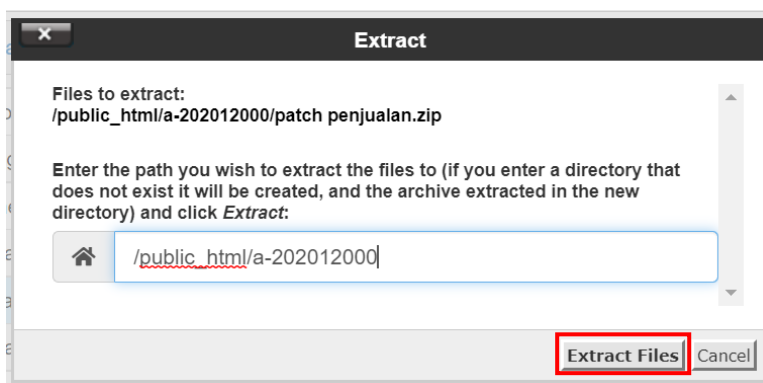 Extract
Files to extract:
/public_html/a-202012000/patch penjualan.zip
Enter the path you wish to extract the files to (if you enter a directory that
does not exist it will be created, and the archive extracted in the new
directory) and click Extract:
/public_html/a-202012000
Extract Files Cancel